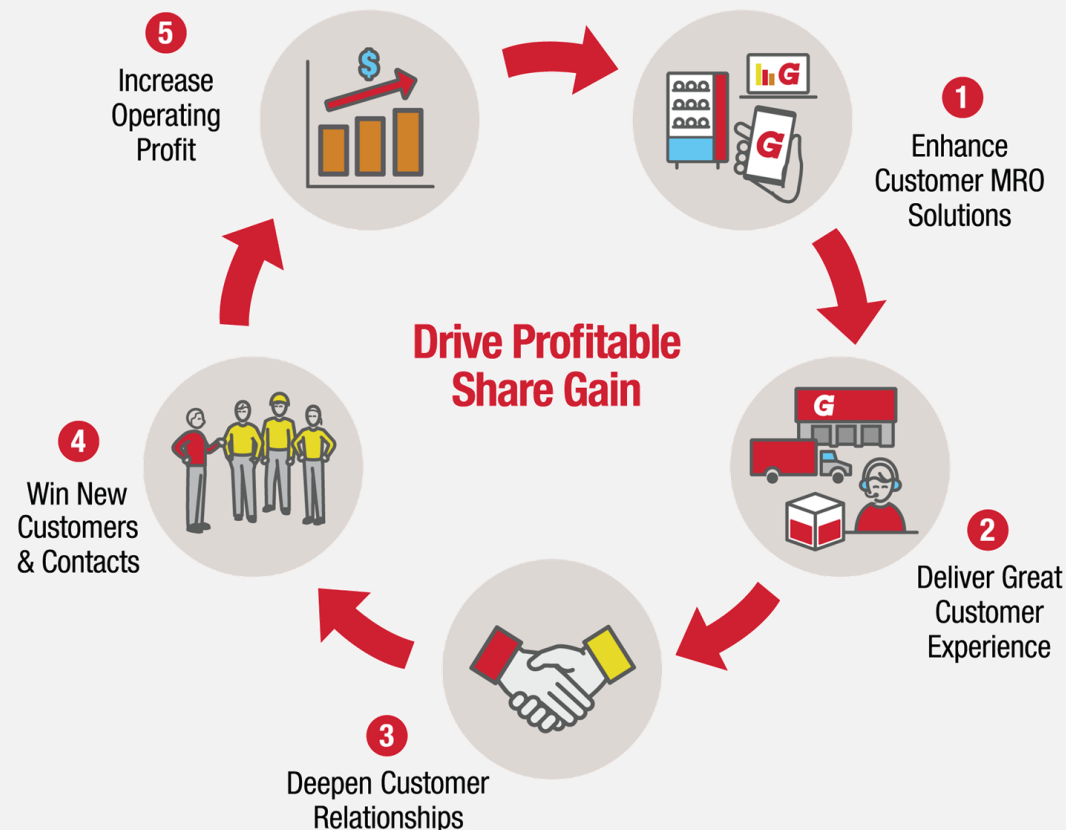 5
Increase
Operating
Profit
$
G
G
1
Enhance
Customer MRO
Solutions
Drive Profitable
Share Gain
G
2
Deliver Great
Customer
Experience
3
Deepen Customer
Relationships
4
Win New
Customers
& Contacts